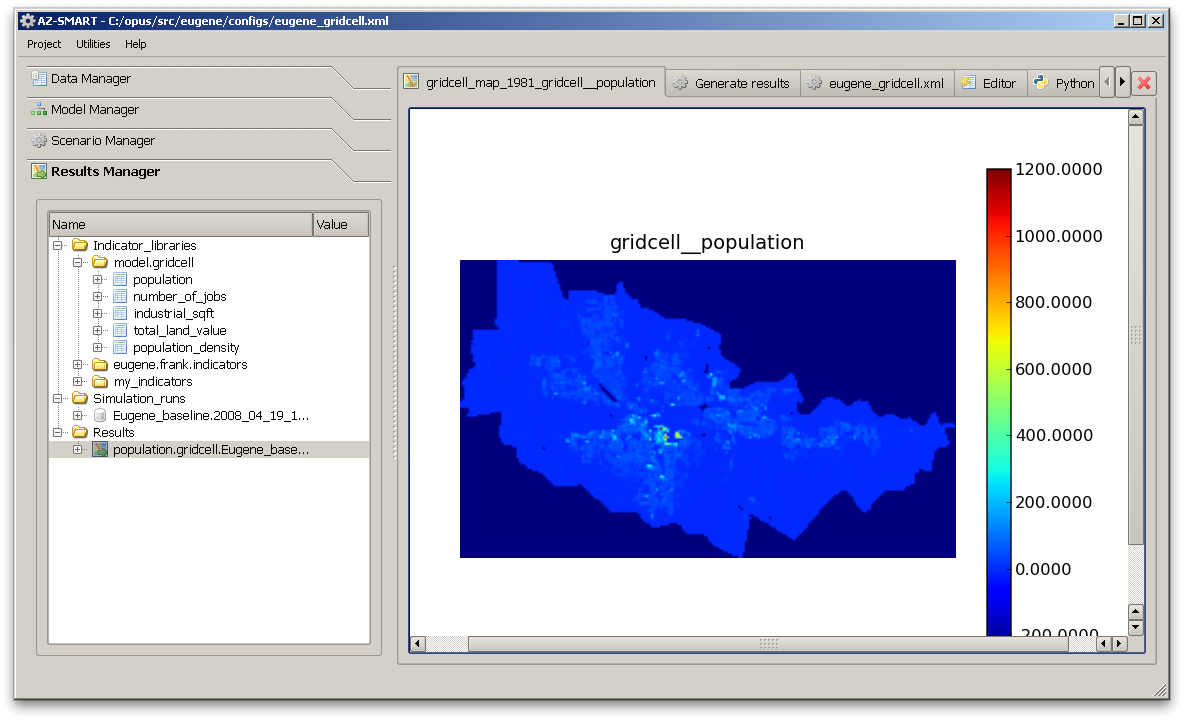 AZ-SMART - C:/opus/src/eugene/configs/eugene_gridcell.xml
Project Utilities Help
Data Manager
Model Manager
Scenario Manager
Results Manager
Name Value
Indicator_libraries
model.gridcell
population
number_of_jobs
industrial_sqft
total_land_value
population_density
eugene.frank.indicators
my_indicators
Simulation_runs
Eugene_baseline.2008_04_19_1...
Results
population.gridcell.Eugene_base...
gridcell_map_1981_gridcell__population Generate results eugene_gridcell.xml Editor Python
gridcell__population
1200.0000
1000.0000
800.0000
600.0000
400.0000
200.0000
0.0000
-200.0000